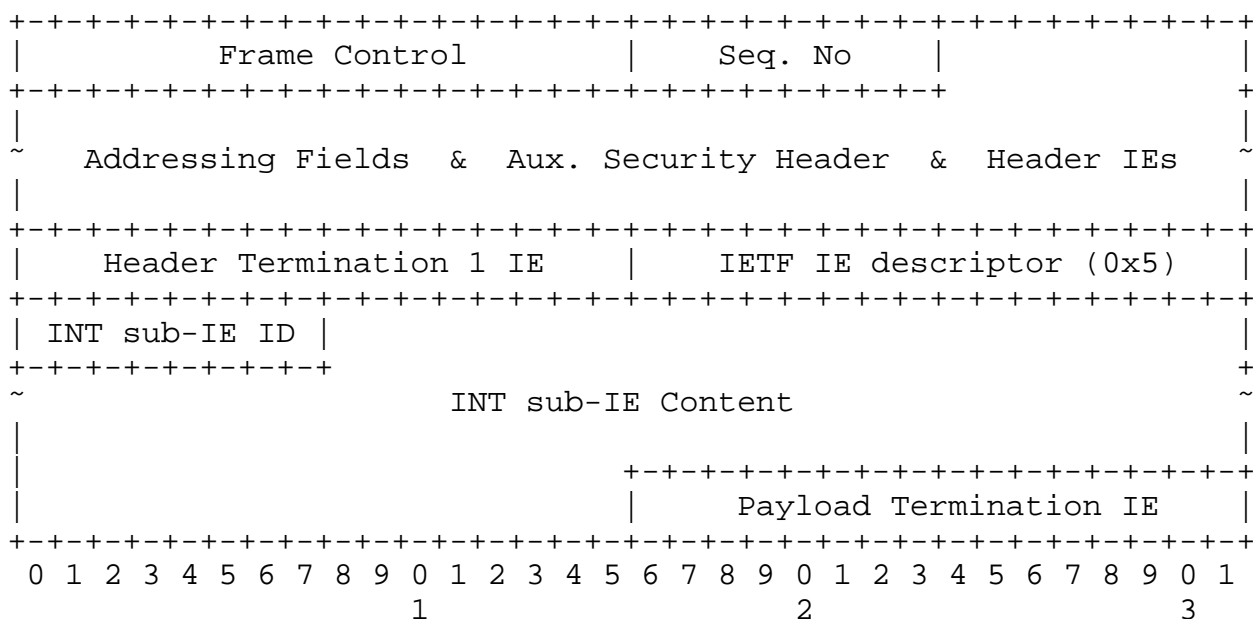 +-+-+-+-+-+-+-+-+-+-+-+-+-+-+-+-+-+-+-+-+-+-+-+-+-+-+-+-+-+-+-+-+
|          Frame Control        |    Seq. No    |               |
+-+-+-+-+-+-+-+-+-+-+-+-+-+-+-+-+-+-+-+-+-+-+-+-+               +
|                                                               |
~   Addressing Fields  &  Aux. Security Header  &  Header IEs   ~
|                                                               |
+-+-+-+-+-+-+-+-+-+-+-+-+-+-+-+-+-+-+-+-+-+-+-+-+-+-+-+-+-+-+-+-+
|    Header Termination 1 IE    |    IETF IE descriptor (0x5)   |
+-+-+-+-+-+-+-+-+-+-+-+-+-+-+-+-+-+-+-+-+-+-+-+-+-+-+-+-+-+-+-+-+
| INT sub-IE ID |                                               |
+-+-+-+-+-+-+-+-+                                               +
~                      INT sub-IE Content                       ~
|                                                               |
|                               +-+-+-+-+-+-+-+-+-+-+-+-+-+-+-+-+
|                               |     Payload Termination IE    |
+-+-+-+-+-+-+-+-+-+-+-+-+-+-+-+-+-+-+-+-+-+-+-+-+-+-+-+-+-+-+-+-+
 0 1 2 3 4 5 6 7 8 9 0 1 2 3 4 5 6 7 8 9 0 1 2 3 4 5 6 7 8 9 0 1
                     1                   2                   3